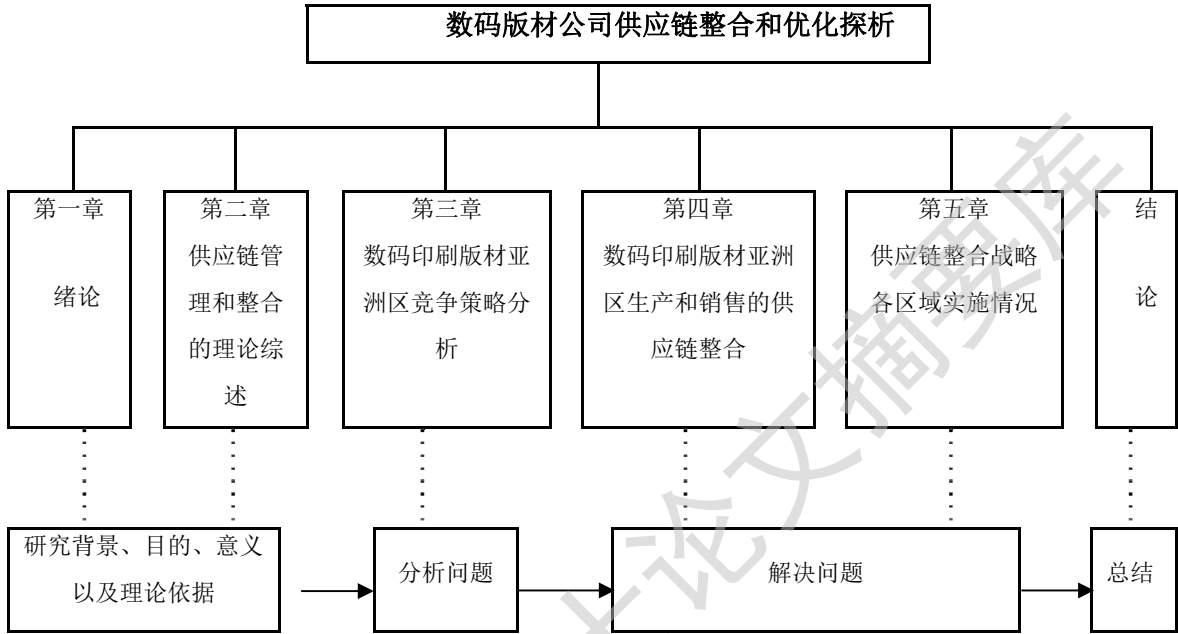 数码版材公司供应链整合和优化探析
第一章
绪论
第二章
供应链管
理和整合
的理论综
述
第三章
数码印刷版材亚
洲区竞争策略分
析
第四章
数码印刷版材亚洲
区生产和销售的供
应链整合
第五章
供应链整合战略
各区域实施情况
结
论
研究背景、目的、意义
以及理论依据
分析问题
解决问题
总结
论文摘要库